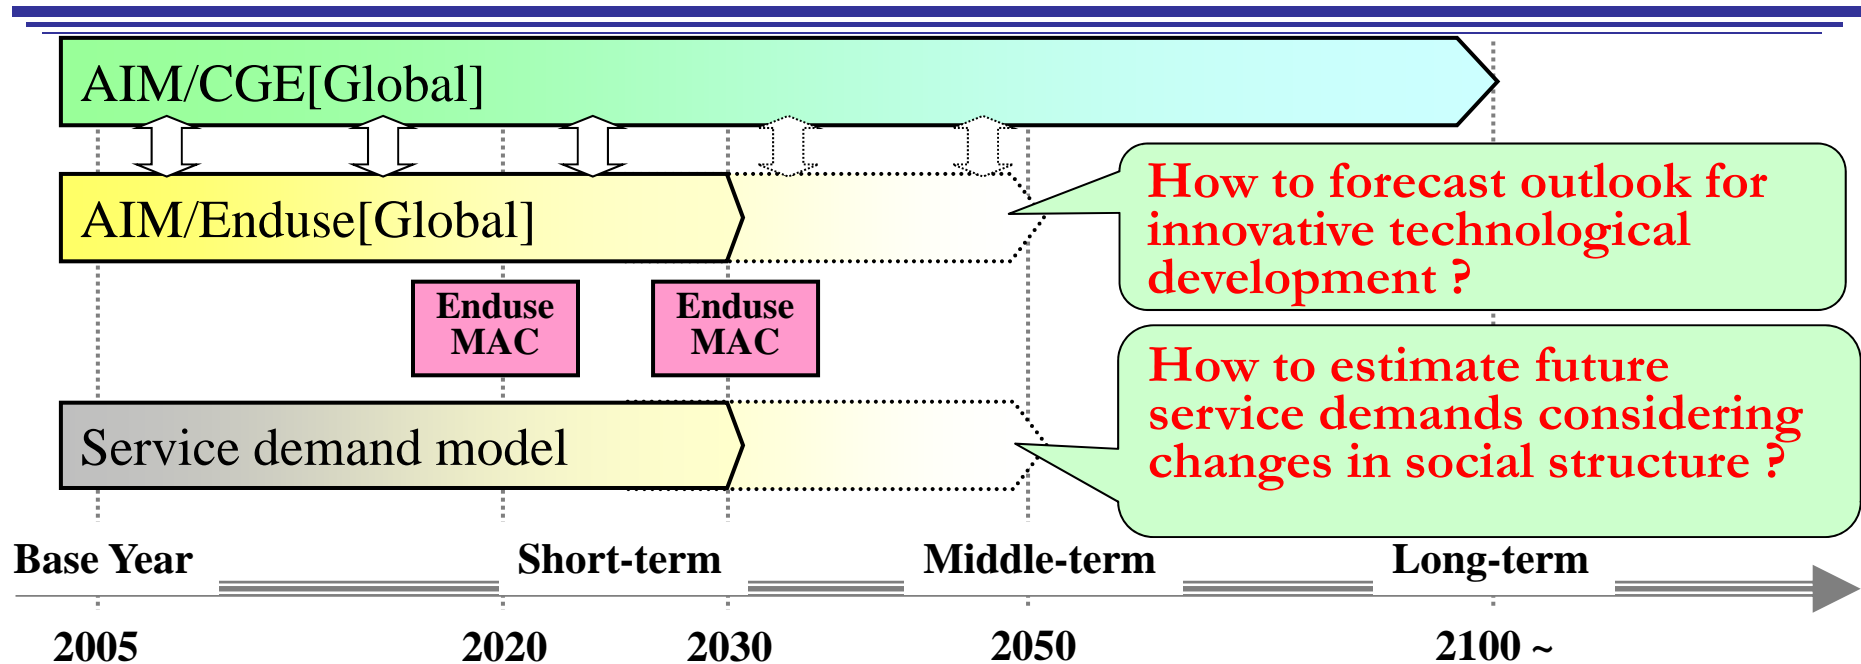 AIM/CGE[Global]
AIM/Enduse[Global]
How to forecast outlook for
innovative technological
development ?
Enduse
MAC
Enduse
MAC
How to estimate future
service demands considering
changes in social structure ?
Service demand model
Base Year
Short-term
Middle-term
Long-term
2005
2020
2030
2050
2100 ~